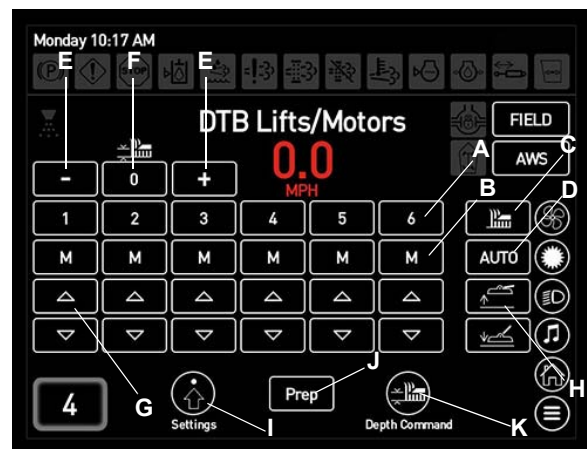 Monday 10:17 AM
E F E
(P) STOP
DTB Lifts/Motors
FIELD
0.0
MPH
AWS
A
C
- 0 +
B
D
1 2 3 4 5 6
M M M M M M AUTO
G
J
H
4
Prep
Settings
I
Depth Command
K